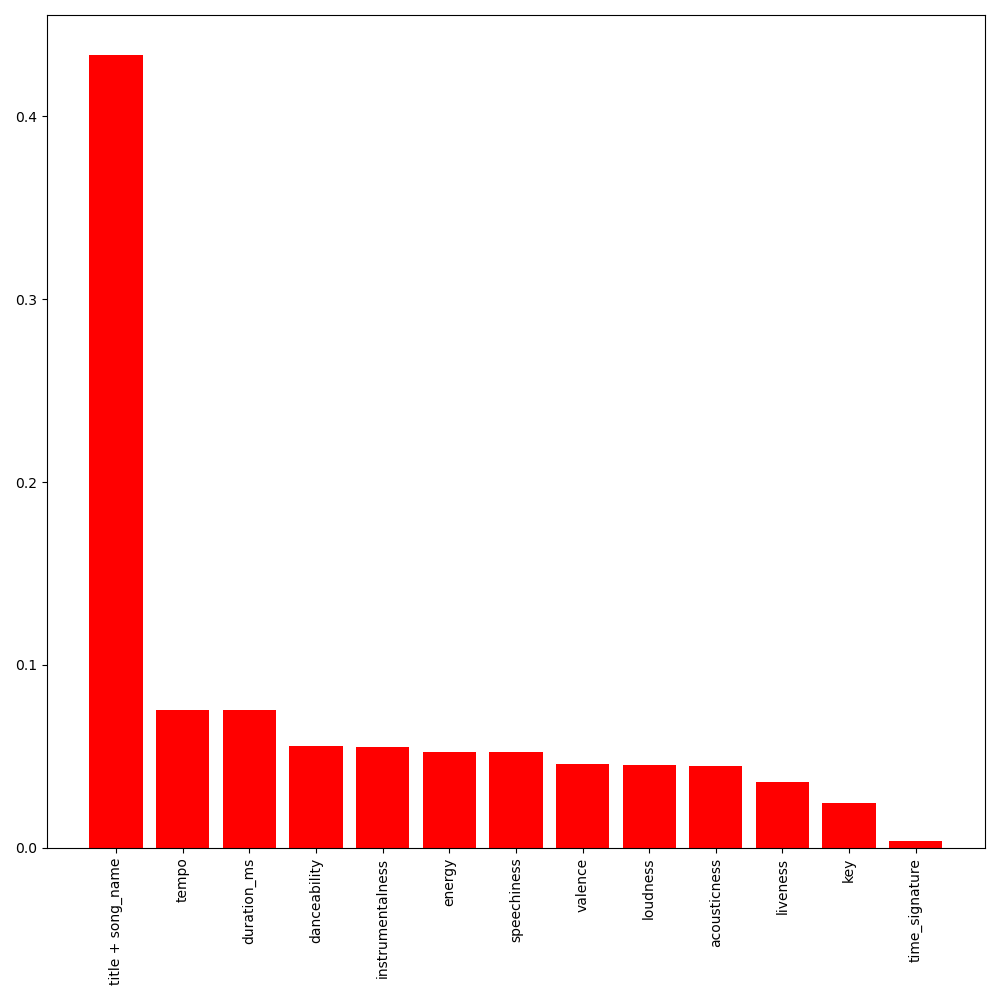 0.4
0.3
0.2
0.1
0.0
title + song_name
tempo
duration_ms
danceability
instrumentalness
energy
speechiness
valence
loudness
acousticness
liveness
key
time_signature